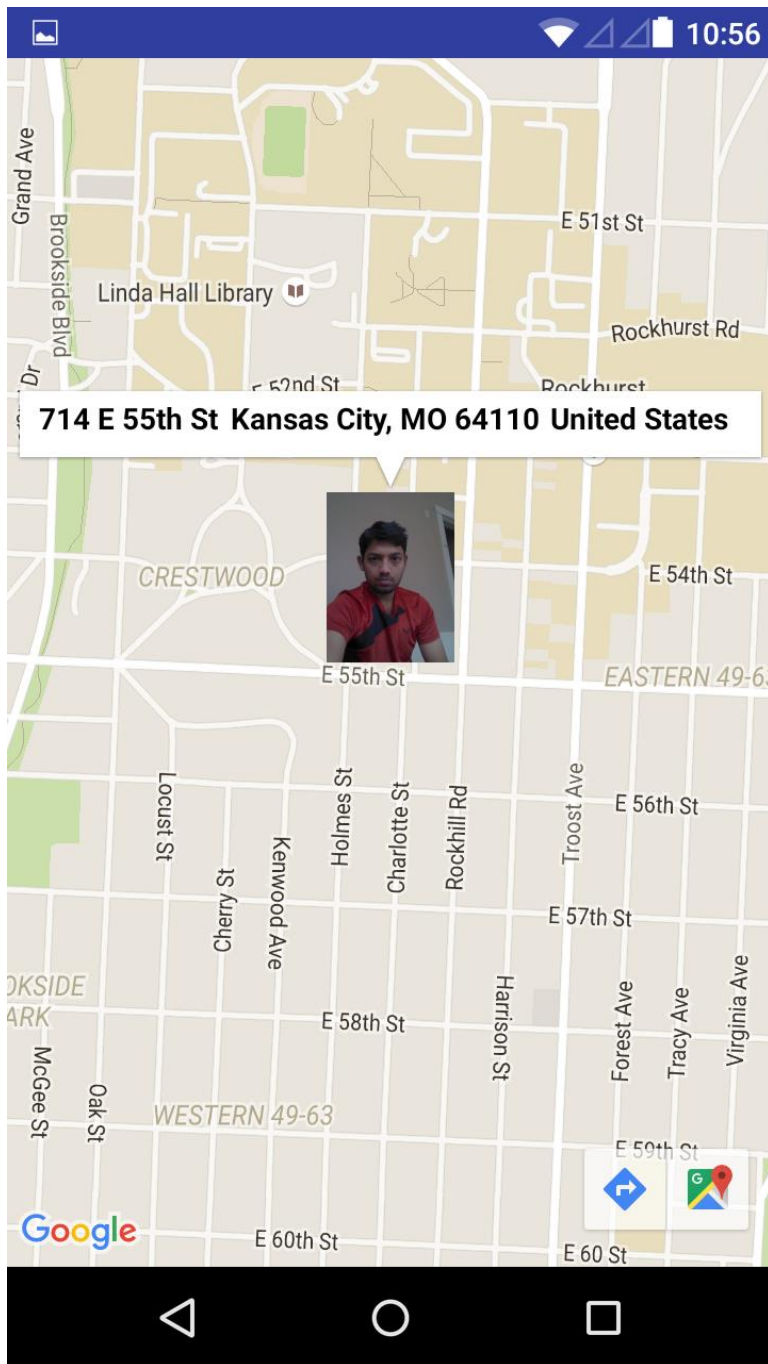 10:56
Grand Ave
Brookside Blvd
E 51st St
Linda Hall Library
Rockhurst Rd
Dr
E 52nd St
Rockhurst
714 E 55th St Kansas City, MO 64110 United States
CRESTWOOD
E 54th St
E 55th St
EASTERN 49-63
Locust St
Cherry St
Kenwood Ave
Holmes St
Charlotte St
Rockhill Rd
Troost Ave
E 56th St
E 57th St
OKSIDE
ARK
E 58th St
Harrison St
Forest Ave
Tracy Ave
Virginia Ave
McGee St
Oak St
WESTERN 49-63
E 59th St
G
Google
E 60th St
E 60 St